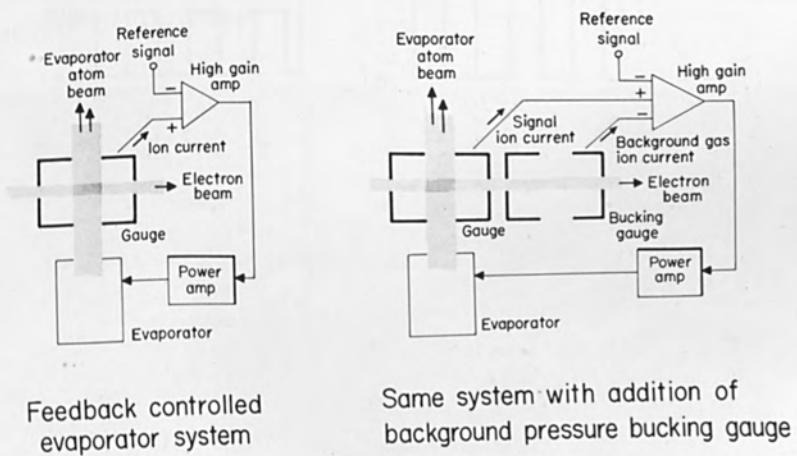 Reference
signal
Evaporator
atom
beam
High gain
amp
−
+
Ion current
Electron
beam
Gauge
Power
amp
Evaporator
Feedback controlled
evaporator system
Reference
signal
Evaporator
atom
beam
High gain
amp
−
+
−
Signal
ion current
Background gas
ion current
Electron
beam
Gauge
Bucking
gauge
Power
amp
Evaporator
Same system with addition of
background pressure bucking gauge